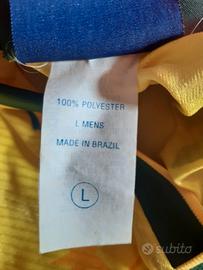 100% POLYESTER
L MENS
MADE IN BRAZIL
L
subito